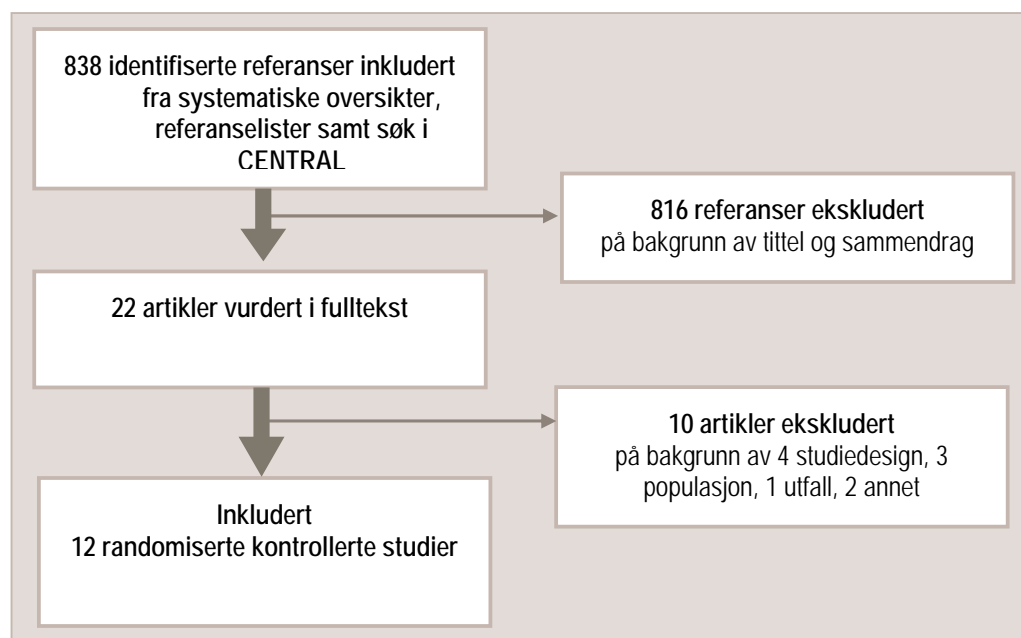 838 identifiserte referanser inkludert
fra systematiske oversikter,
referanselister samt søk i
CENTRAL
816 referanser ekskludert
på bakgrunn av tittel og sammendrag
22 artikler vurdert i fulltekst
10 artikler ekskludert
på bakgrunn av 4 studiedesign, 3
populasjon, 1 utfall, 2 annet
Inkludert
12 randomiserte kontrollerte studier